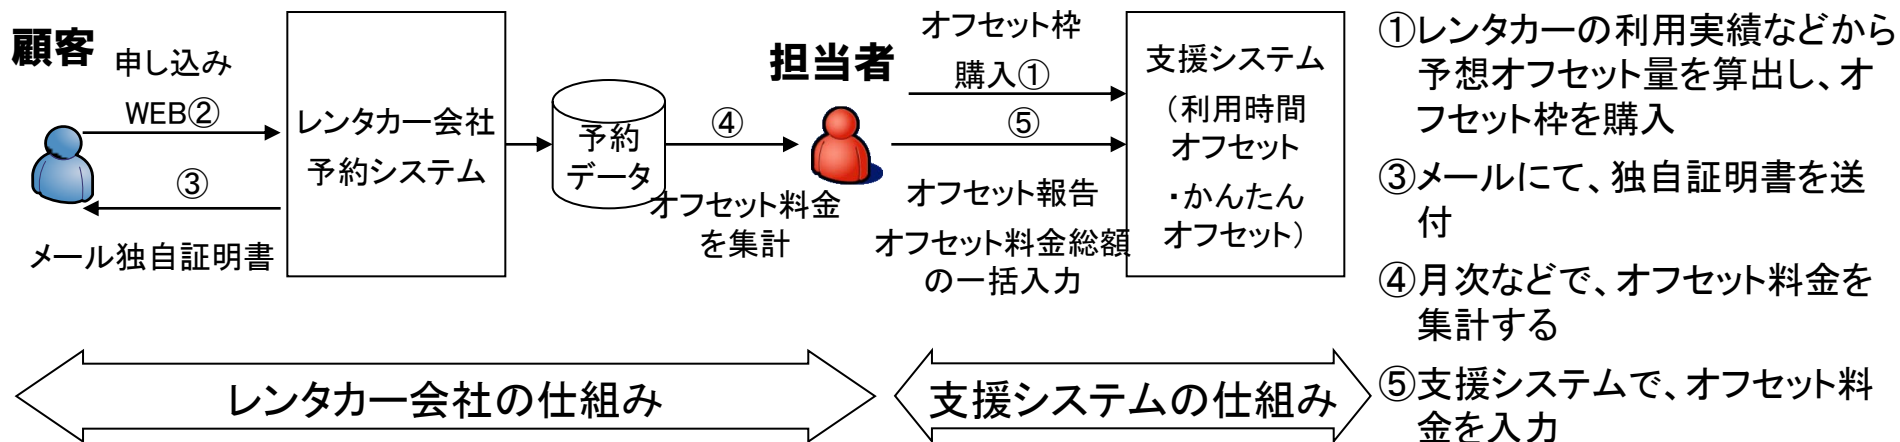 顧客
申し込み
WEB②
③
メール独自証明書
レンタカー会社
予約システム
予約
データ
④
オフセット料金
を集計
担当者
オフセット枠
購入①
⑤
オフセット報告
オフセット料金総額
の一括入力
支援システム
（利用時間
オフセット
・かんたん
オフセット）
レンタカー会社の仕組み
支援システムの仕組み
①レンタカーの利用実績などから
予想オフセット量を算出し、オ
フセット枠を購入
③メールにて、独自証明書を送
付
④月次などで、オフセット料金を
集計する
⑤支援システムで、オフセット料
金を入力